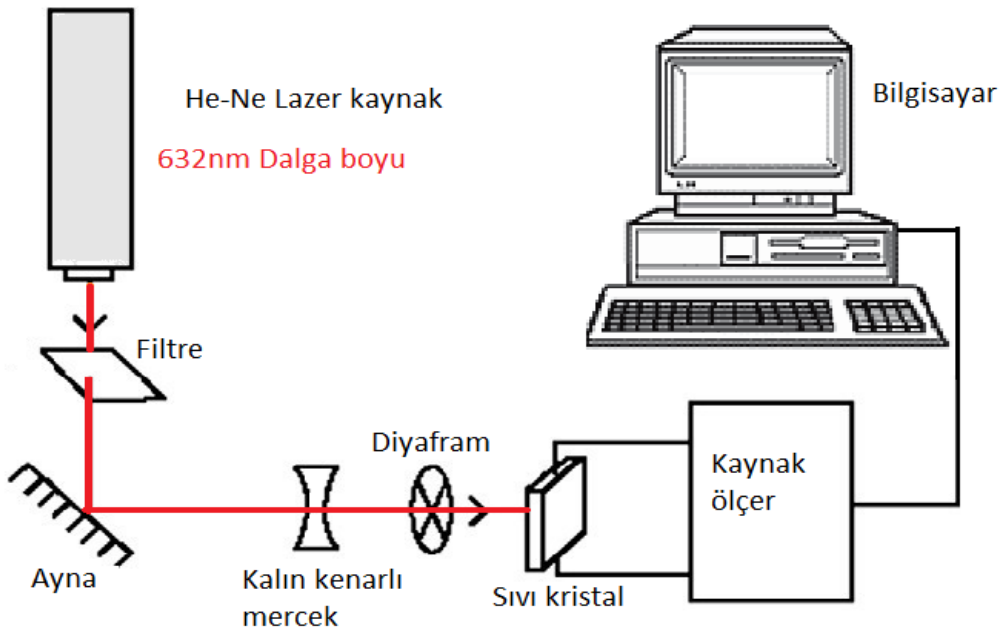 He-Ne Lazer kaynak
632nm Dalga boyu
Bilgisayar
Filtre
Diyafram
Kaynak
ölçer
Ayna
Kalın kenarlı
mercek
Sıvı kristal